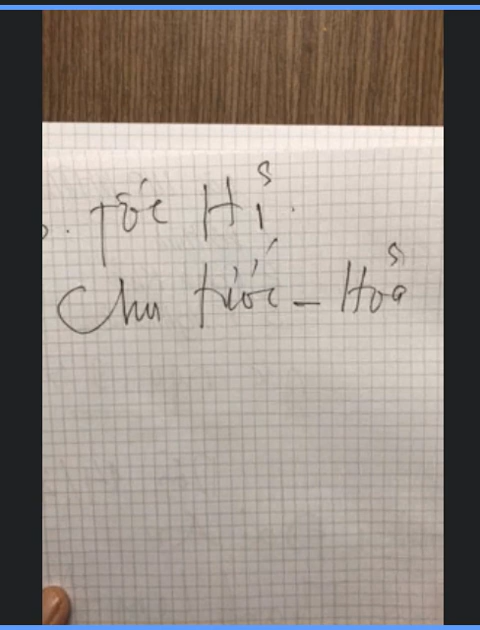 . Tốc Hỉ.
Chu tước - Hoả